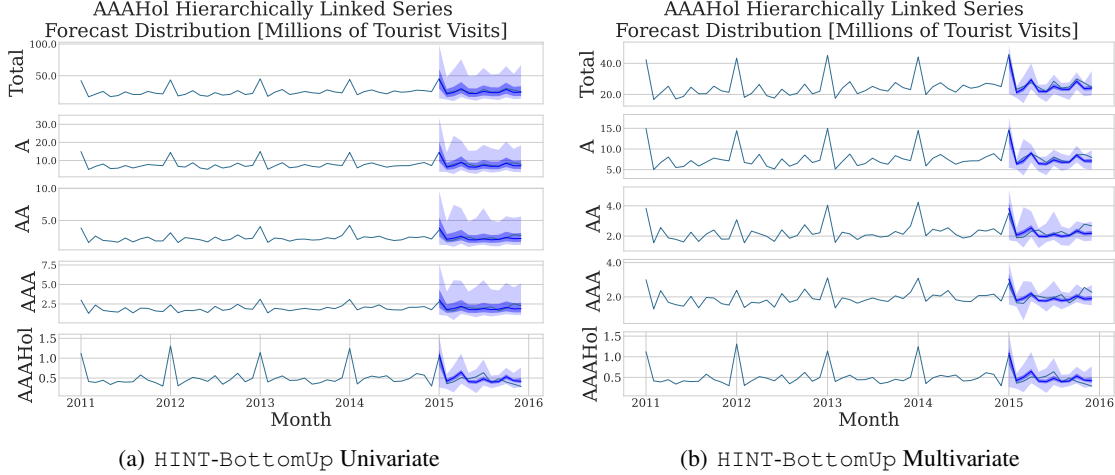 AAAHol Hierarchically Linked Series
Forecast Distribution [Millions of Tourist Visits]
Total
100.0
50.0
A
30.0
20.0
10.0
AA
10.0
5.0
AAA
7.5
5.0
2.5
AAAHol
1.5
1.0
0.5
2011 2012 2013 2014 2015 2016
Month
(a) HINT-BottomUp Univariate
AAAHol Hierarchically Linked Series
Forecast Distribution [Millions of Tourist Visits]
Total
40.0
20.0
A
15.0
10.0
5.0
AA
4.0
2.0
AAA
4.0
2.0
AAAHol
1.5
1.0
0.5
2011 2012 2013 2014 2015 2016
Month
(b) HINT-BottomUp Multivariate